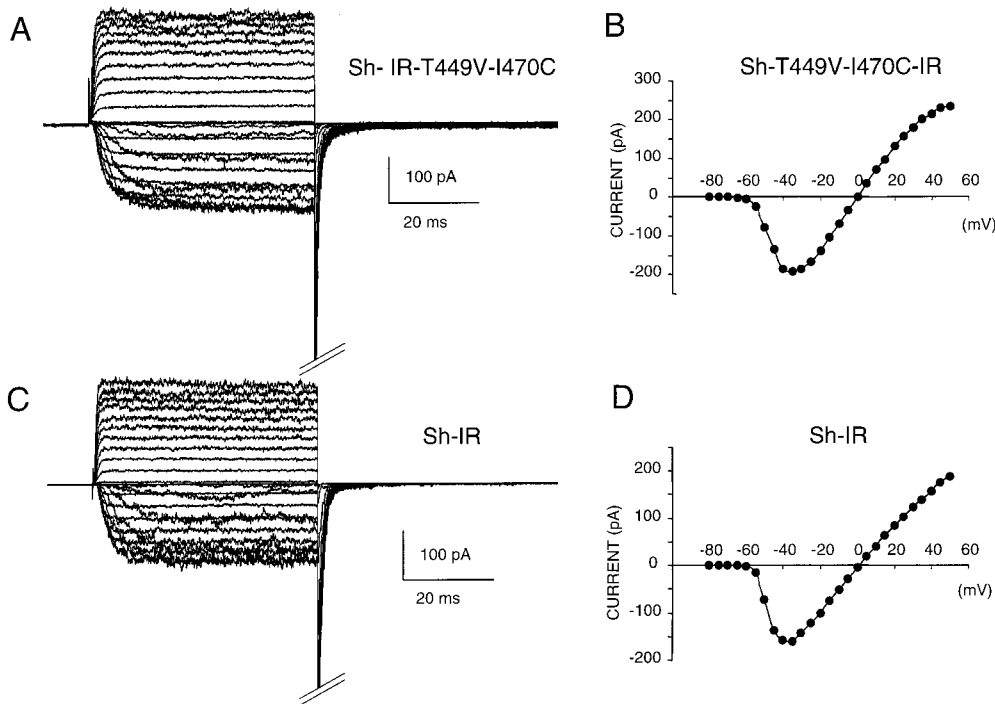 A
Sh- IR-T449V-I470C
100 pA
20 ms
B
Sh-T449V-I470C-IR
CURRENT (pA)
300
200
100
0
-100
-200
-80 -60 -40 -20 0 20 40 60
(mV)
C
Sh-IR
100 pA
20 ms
D
Sh-IR
CURRENT (pA)
200
100
0
-100
-200
-80 -60 -40 -20 0 20 40 60
(mV)